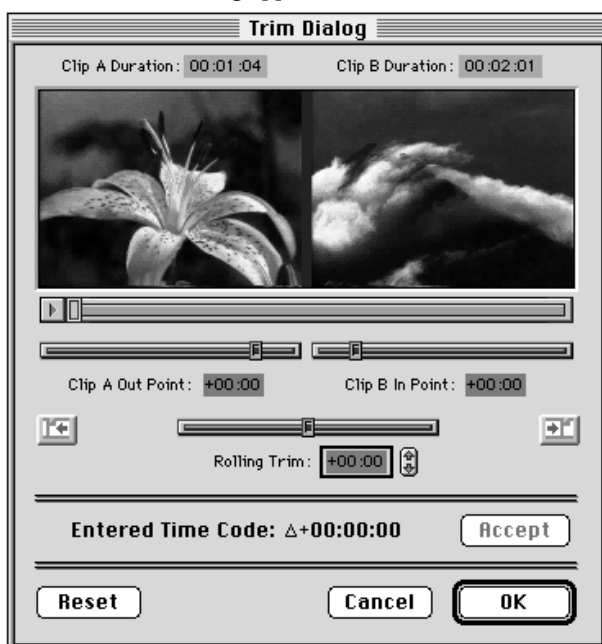 Trim Dialog
Clip A Duration: 00:01:04 Clip B Duration: 00:02:01
Clip A Out Point: +00:00 Clip B In Point: +00:00
Rolling Trim: +00:00
Entered Time Code: Δ+00:00:00 Accept
Reset Cancel OK